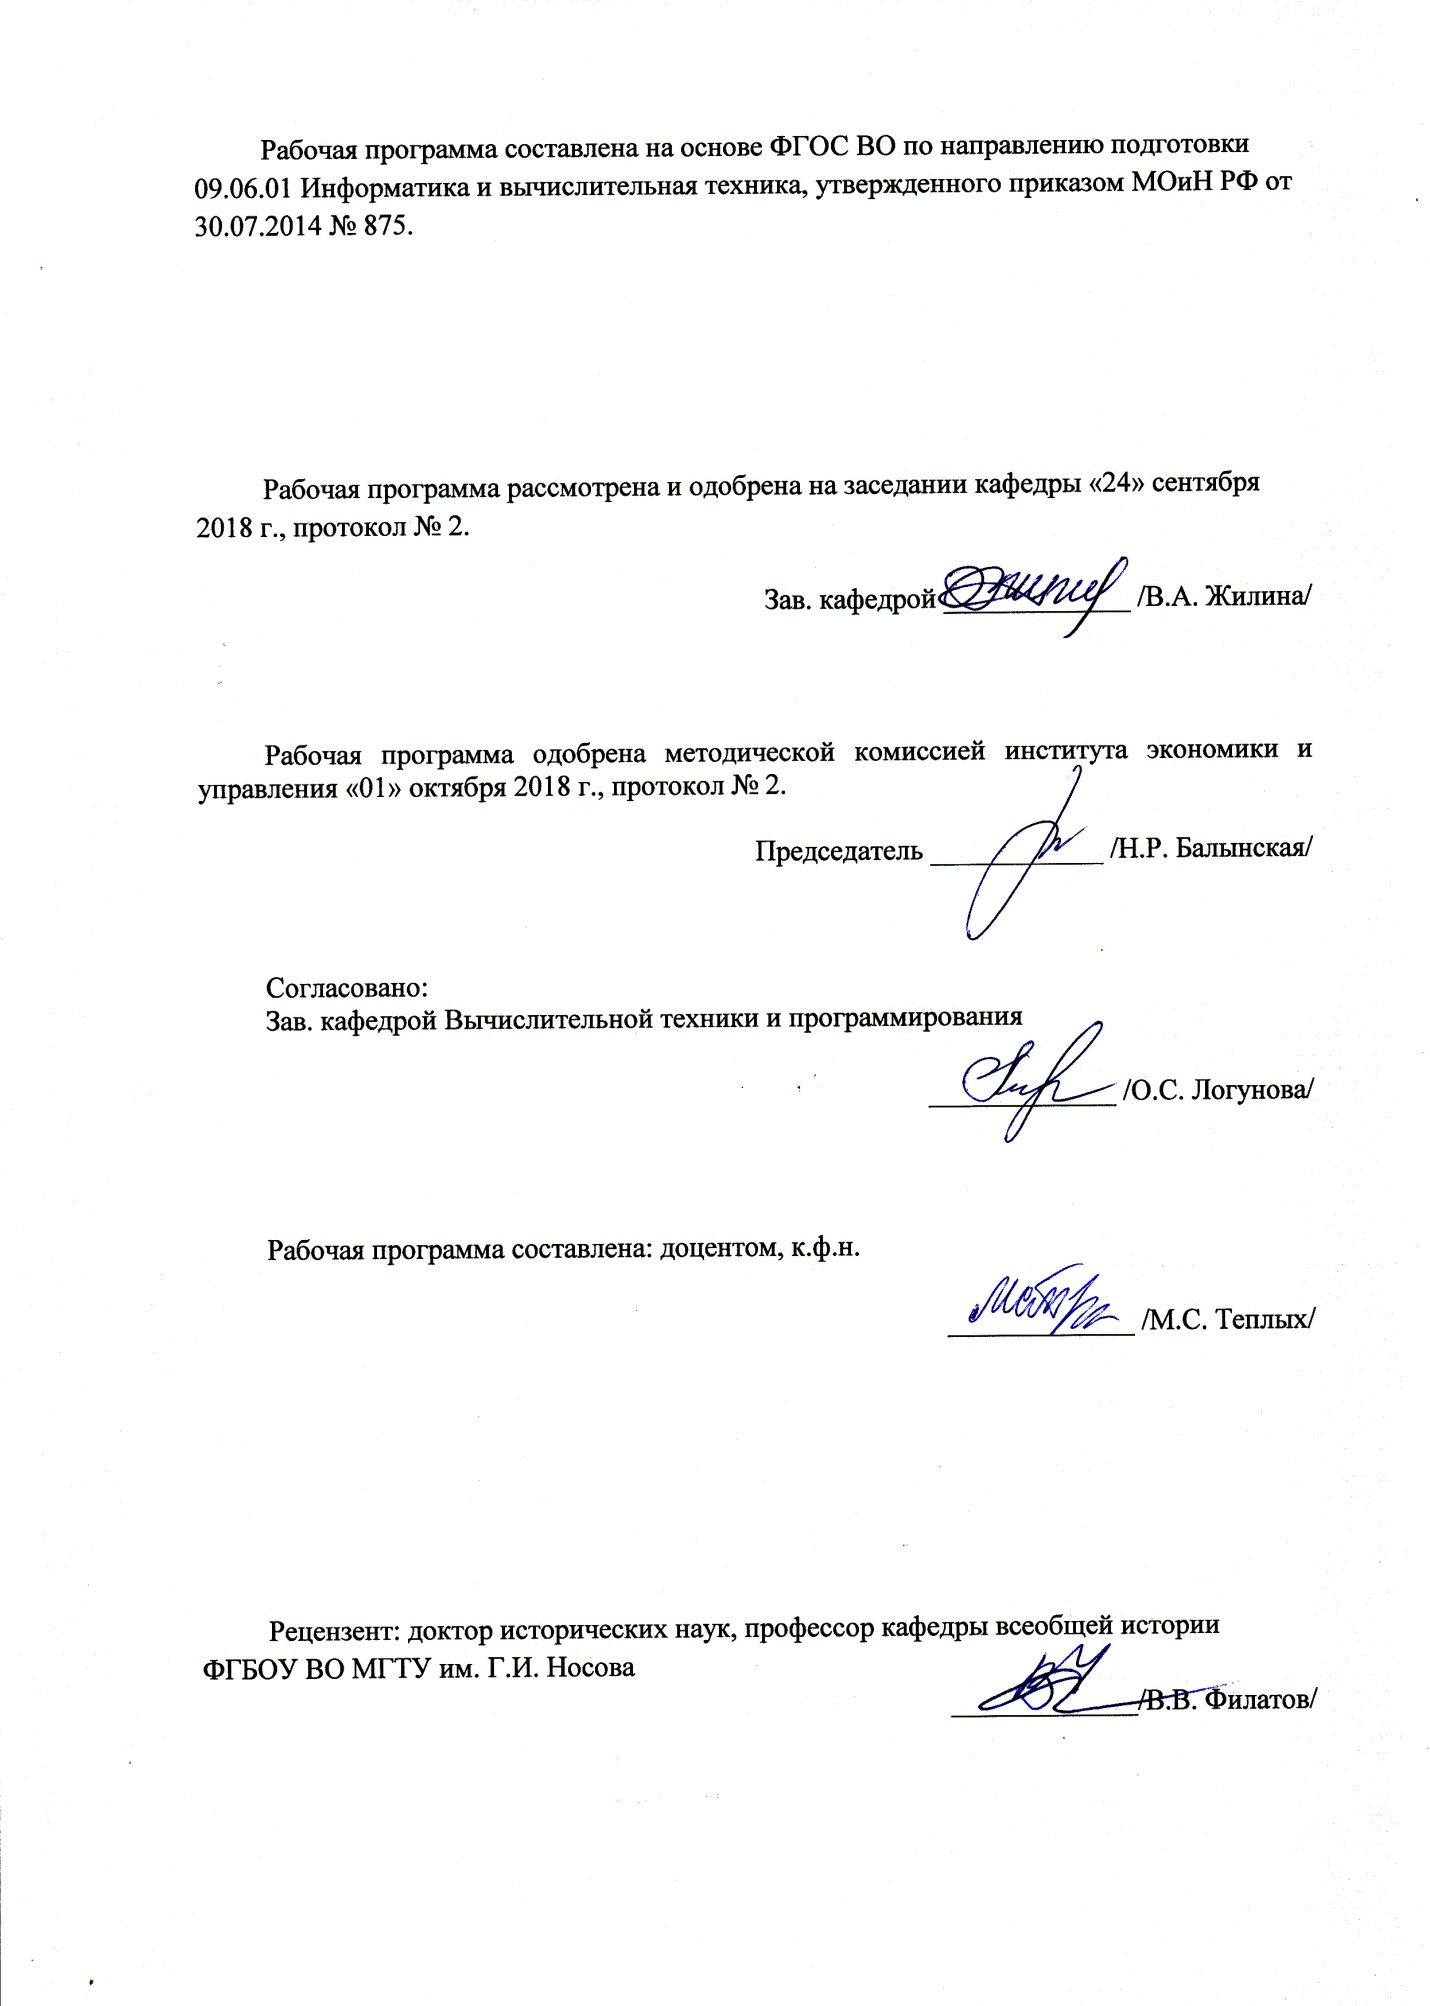 Рабочая программа составлена на основе ФГОС ВО по направлению подготовки
09.06.01 Информатика и вычислительная техника, утвержденного приказом МОиН РФ от
30.07.2014 № 875.
Рабочая программа рассмотрена и одобрена на заседании кафедры «24» сентября
2018 г., протокол № 2.
Зав. кафедрой /В.А. Жилина/
Рабочая программа одобрена методической комиссией института экономики и
управления «01» октября 2018 г., протокол № 2.
Председатель /Н.Р. Балынская/
Согласовано:
Зав. кафедрой Вычислительной техники и программирования
/О.С. Логунова/
Рабочая программа составлена: доцентом, к.ф.н.
/М.С. Теплых/
Рецензент: доктор исторических наук, профессор кафедры всеобщей истории
ФГБОУ ВО МГТУ им. Г.И. Носова
/В.В. Филатов/